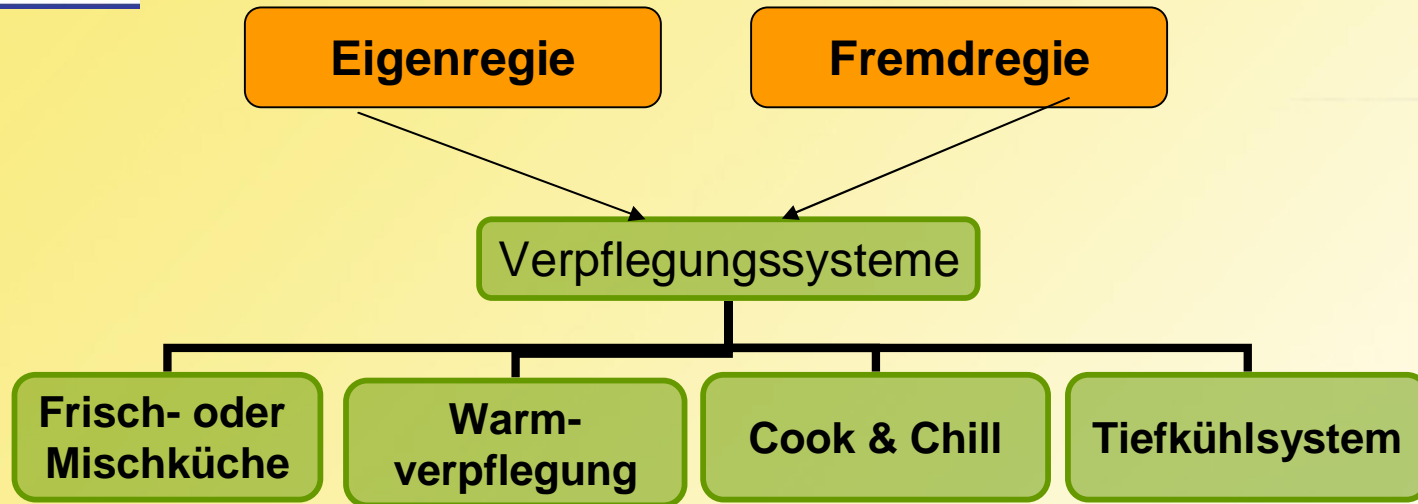 Eigenregie
Fremdregie
Verpflegungssysteme
Frisch- oder
Mischküche
Warm-
verpflegung
Cook & Chill
Tiefkühlsystem